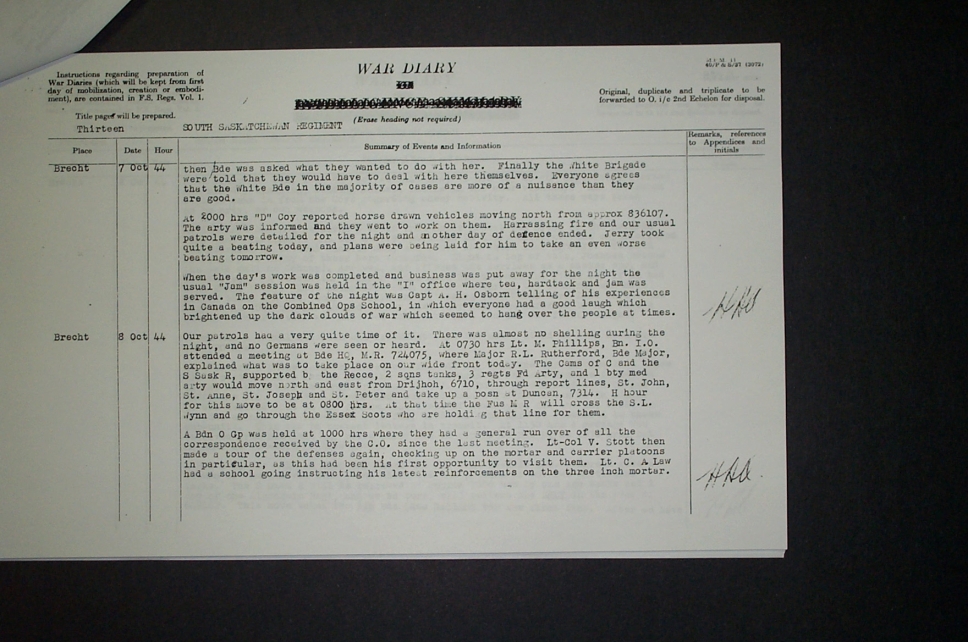 Instructions regarding preparation of
War Diaries (which will be kept from first
day of mobilisation, creation or embodi-
ment), are contained in F.S. Regs. Vol. 1.
Title pages will be prepared.
Thirteen
WAR DIARY
SOUTH SASKATCHEWAN REGIMENT
(Erase heading not required)
Original, duplicate and triplicate to be
forwarded to O. i/c 2nd Echelon for disposal.
Place Date Hour Summary of Events and Information
Remarks, references
to Appendices and
initials
Brecht 7 Oct 44
then Bde was asked what they wanted to do with her. Finally the White Brigade
were told that they would have to deal with here themselves. Everyone agrees
that the White Bde in the majority of cases are more of a nuisance than they
are good.
At 2000 hrs "D" Coy reported horse drawn vehicles moving north from approx 836107.
The arty was informed and they went to work on them. Harrassing fire and our usual
patrols were detailed for the night and another day of defence ended. Jerry took
quite a beating today, and plans were being laid for him to take an even worse
beating tomorrow.
When the day's work was completed and business was put away for the night the
usual "Jam" session was held in the "I" office where tea, hardtack and jam was
served. The feature of the night was Capt A. H. Osborn telling of his experiences
in Canada on the Combined Ops School, in which everyone had a good laugh which
brightened up the dark clouds of war which seemed to hang over the people at times.
Brecht 8 Oct 44
Our patrols had a very quite time of it. There was almost no shelling during the
night, and no Germans were seen or heard. At 0730 hrs Lt. M. Phillips, Bn. I.O.
attended a meeting at Bde HQ, M.R. 724075, where Major R.L. Rutherford, Bde Major,
explained what was to take place on our wide front today. The Cams of C and the
S Sask R, supported b the Recce, 2 sqns tanks, 3 regts Fd Arty, and 1 bty med
arty would move north and east from Drijhoh, 6710, through report lines, St. John,
St. Anne, St. Joseph and St. Peter and take up a posn at Duncan, 7314. H hour
for this move to be at 0800 hrs. At that time the Fus M R will cross the S.L.
Wynn and go through the Essex Scots who are holdi g that line for them.
A Bdn O Gp was held at 1000 hrs where they had a general run over of all the
correspondence received by the C.O. since the last meeting. Lt-Col V. Stott then
made a tour of the defenses again, checking up on the mortar and carrier platoons
in particular, as this had been his first opportunity to visit them. Lt. C. A Law
had a school going instructing his latest reinforcements on the three inch mortar.